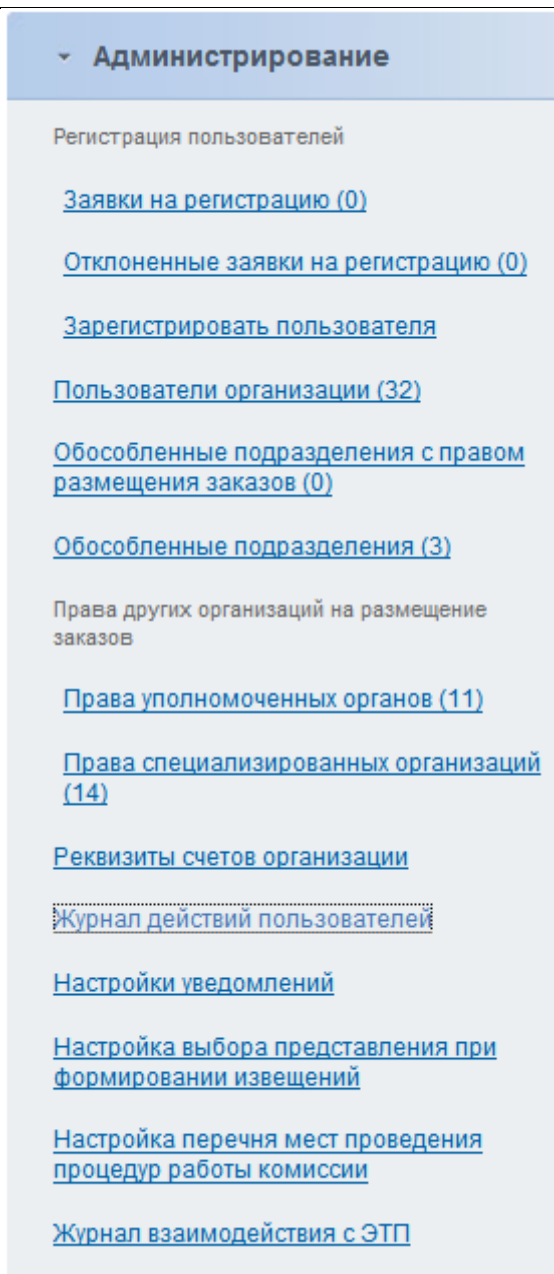 Администрирование
Регистрация пользователей
Заявки на регистрацию (0)
Отклоненные заявки на регистрацию (0)
Зарегистрировать пользователя
Пользователи организации (32)
Обособленные подразделения с правом
размещения заказов (0)
Обособленные подразделения (3)
Права других организаций на размещение
заказов
Права уполномоченных органов (11)
Права специализированных организаций
(14)
Реквизиты счетов организации
Журнал действий пользователей
Настройки уведомлений
Настройка выбора представления при
формировании извещений
Настройка перечня мест проведения
процедур работы комиссии
Журнал взаимодействия с ЭТП